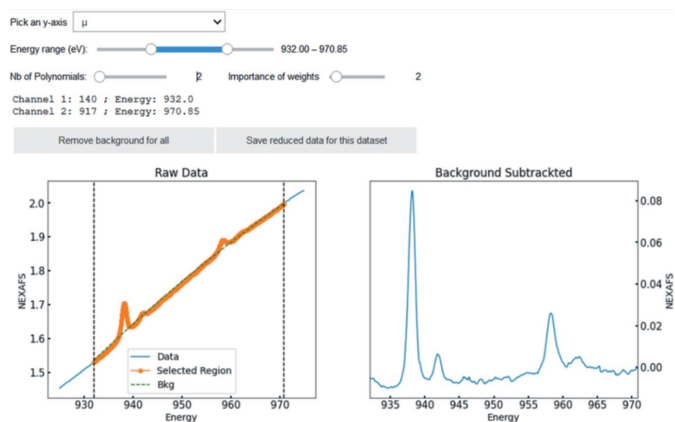 Pick an y-axis μ
Energy range (eV): 932.00 – 970.85
Nb of Polynomials: 2 Importance of weights 2
Channel 1: 140 ; Energy: 932.0
Channel 2: 917 ; Energy: 970.85
Remove background for all Save reduced data for this dataset
Raw Data
2.0
1.9
1.8
1.7
1.6
1.5
NEXAFS
Data
Selected Region
Bkg
930 940 950 960 970
Energy
Background Subtrackted
0.08
0.06
0.04
0.02
0.00
NEXAFS
935 940 945 950 955 960 965 970
Energy